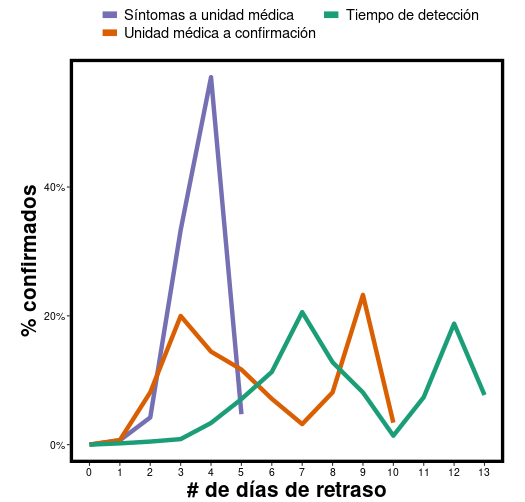 Síntomas a unidad médica
Tiempo de detección
Unidad médica a confirmación
% confirmados
40%
20%
0%
0 1 2 3 4 5 6 7 8 9 10 11 12 13
# de días de retraso